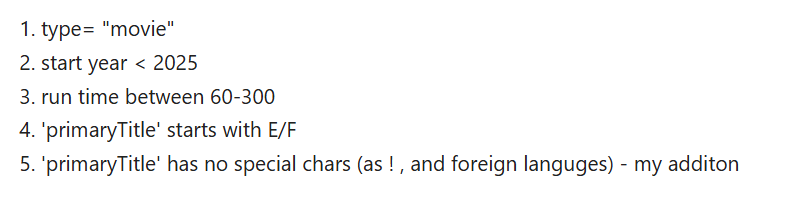 1. type= "movie"
2. start year < 2025
3. run time between 60-300
4. 'primaryTitle' starts with E/F
5. 'primaryTitle' has no special chars (as ! , and foreign languges) - my additon